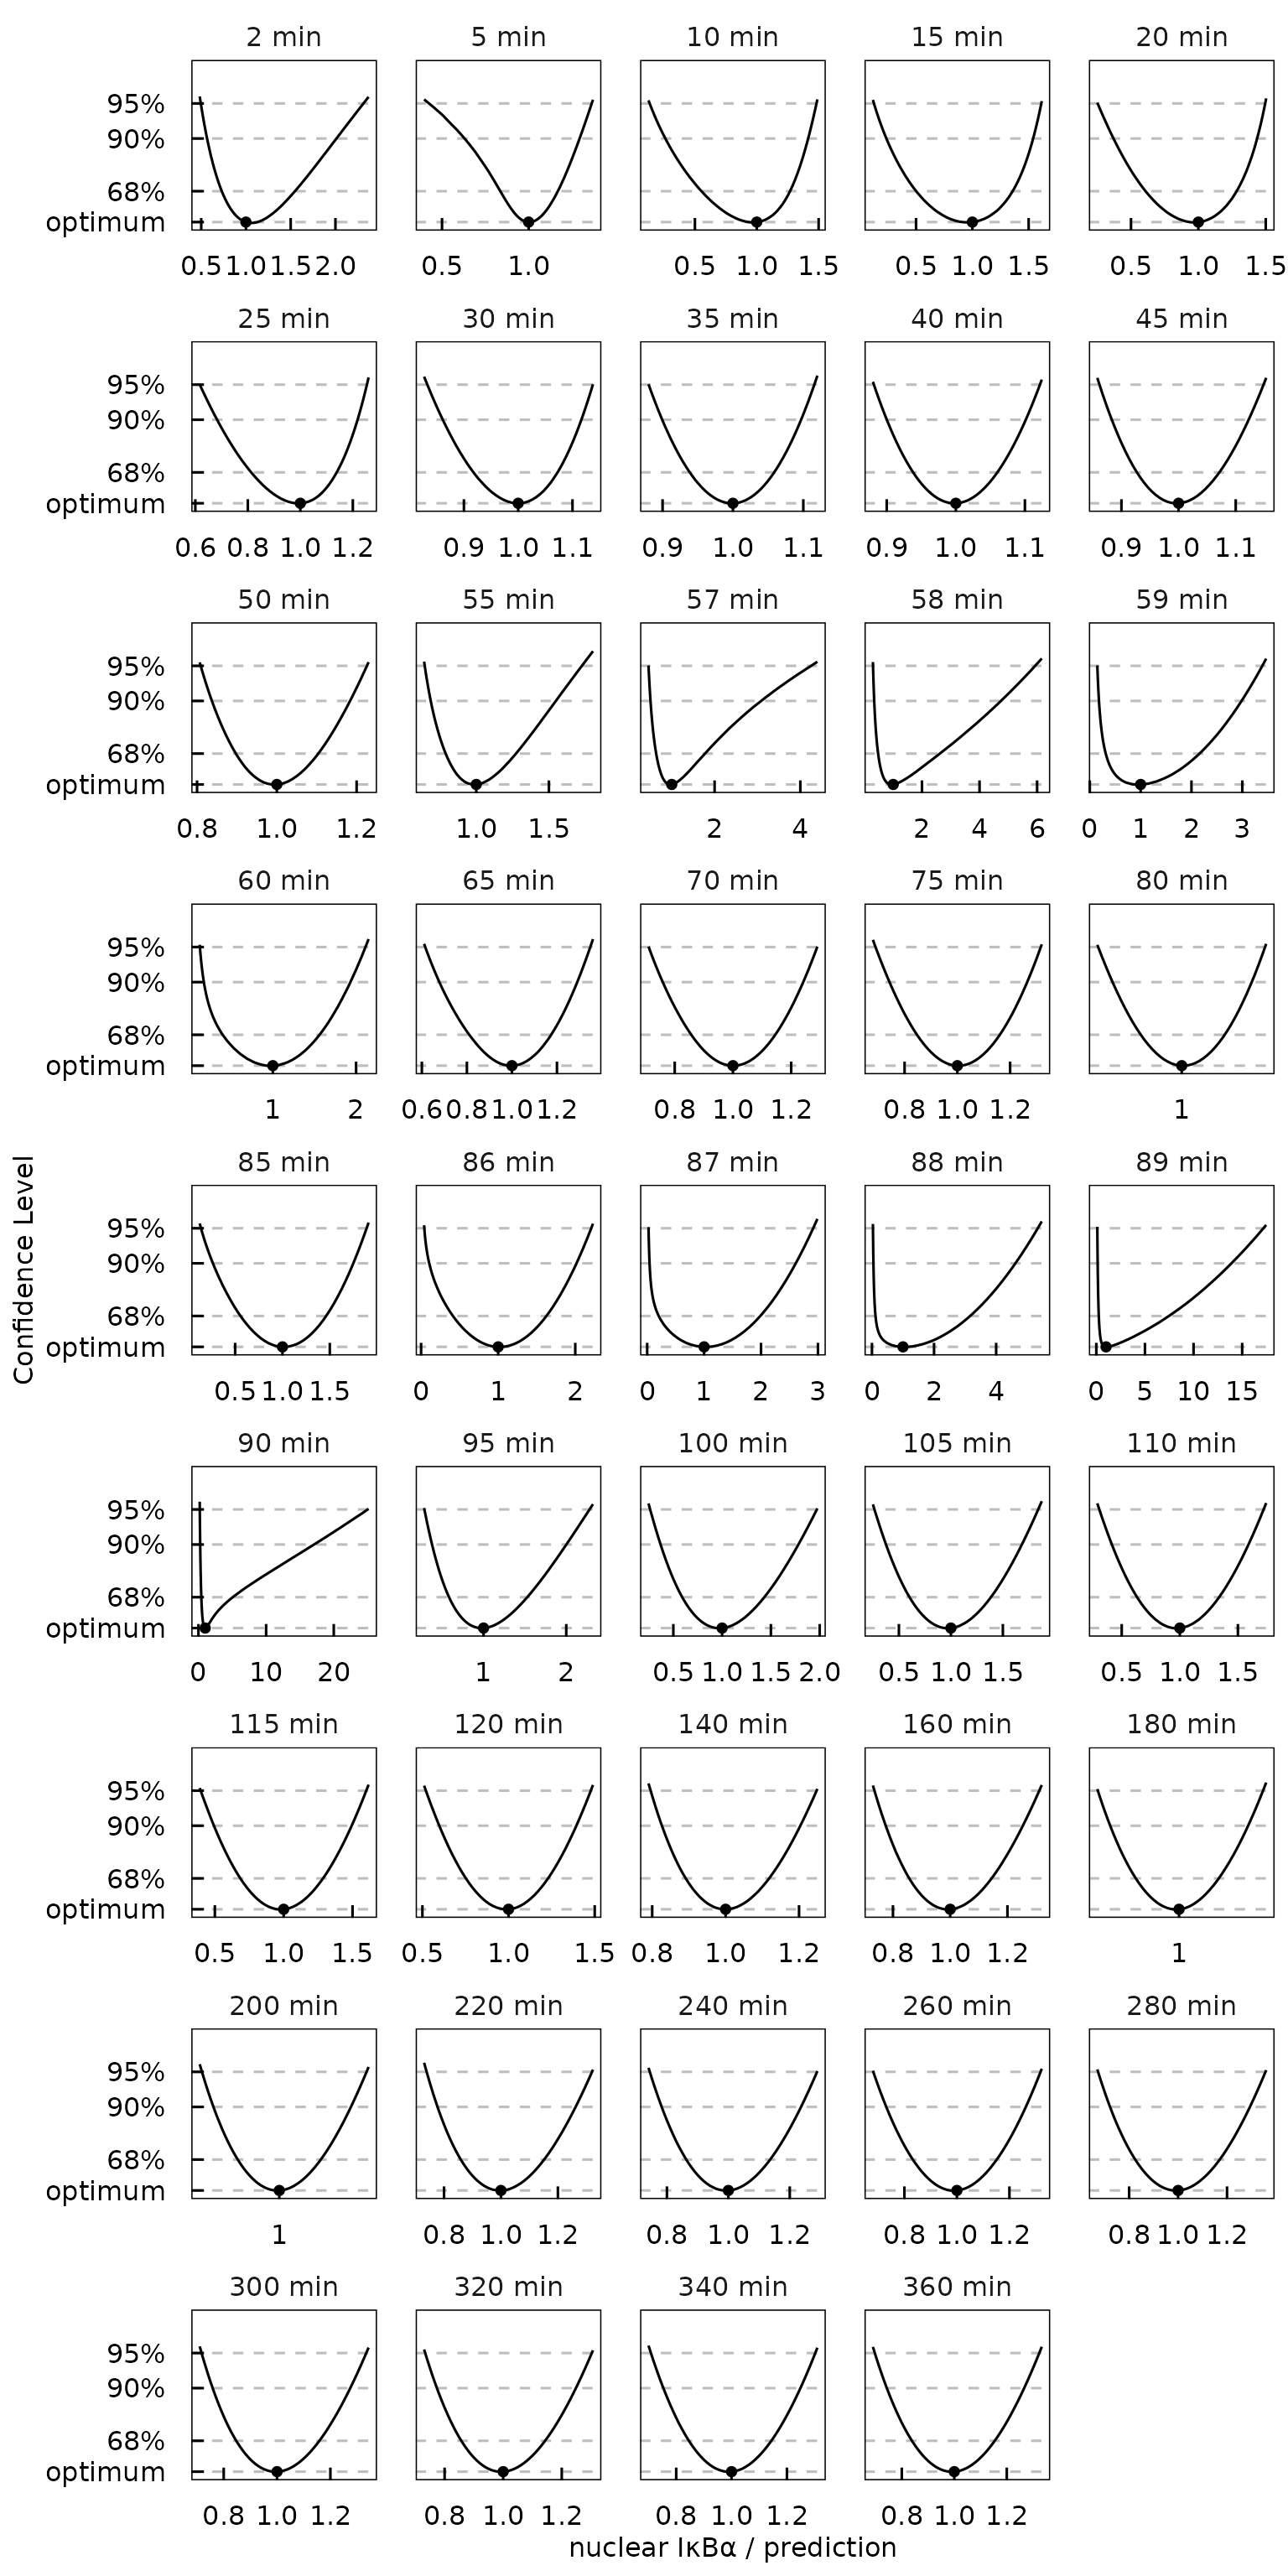 2 min 5 min 10 min 15 min 20 min
95%
90%
68%
optimum
0.5 1.0 1.5 2.0 0.5 1.0 0.5 1.0 1.5 0.5 1.0 1.5 0.5 1.0 1.5
25 min 30 min 35 min 40 min 45 min
95%
90%
68%
optimum
0.6 0.8 1.0 1.2 0.9 1.0 1.1 0.9 1.0 1.1 0.9 1.0 1.1 0.9 1.0 1.1
50 min 55 min 57 min 58 min 59 min
95%
90%
68%
optimum
0.8 1.0 1.2 1.0 1.5 2 4 2 4 6 0 1 2 3
60 min 65 min 70 min 75 min 80 min
95%
90%
68%
optimum
1 2 0.6 0.8 1.0 1.2 0.8 1.0 1.2 0.8 1.0 1.2 1
Confidence Level
85 min 86 min 87 min 88 min 89 min
95%
90%
68%
optimum
0.5 1.0 1.5 0 1 2 0 1 2 3 0 2 4 0 5 10 15
90 min 95 min 100 min 105 min 110 min
95%
90%
68%
optimum
0 10 20 1 2 0.5 1.0 1.5 2.0 0.5 1.0 1.5 0.5 1.0 1.5
115 min 120 min 140 min 160 min 180 min
95%
90%
68%
optimum
0.5 1.0 1.5 0.5 1.0 1.5 0.8 1.0 1.2 0.8 1.0 1.2 1
200 min 220 min 240 min 260 min 280 min
95%
90%
68%
optimum
1 0.8 1.0 1.2 0.8 1.0 1.2 0.8 1.0 1.2 0.8 1.0 1.2
300 min 320 min 340 min 360 min
95%
90%
68%
optimum
0.8 1.0 1.2 0.8 1.0 1.2 0.8 1.0 1.2 0.8 1.0 1.2
nuclear IκBα / prediction